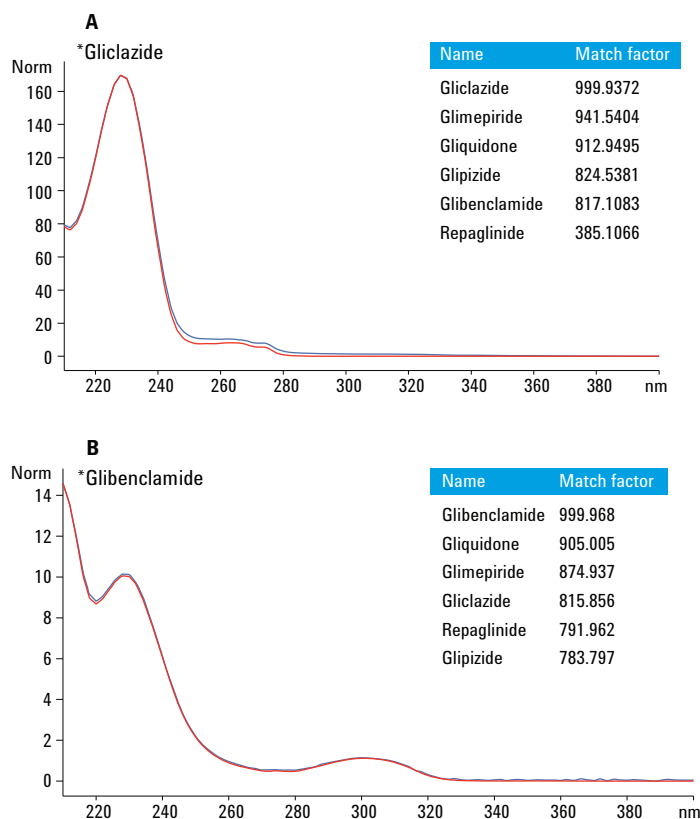 A
*Gliclazide
Norm
160
140
120
100
80
60
40
20
0
220 240 260 280 300 320 340 360 380 nm
Name Match factor
Gliclazide 999.9372
Glimepiride 941.5404
Gliquidone 912.9495
Glipizide 824.5381
Glibenclamide 817.1083
Repaglinide 385.1066
B
*Glibenclamide
Norm
14
12
10
8
6
4
2
0
220 240 260 280 300 320 340 360 380 nm
Name Match factor
Glibenclamide 999.968
Gliquidone 905.005
Glimepiride 874.937
Gliclazide 815.856
Repaglinide 791.962
Glipizide 783.797